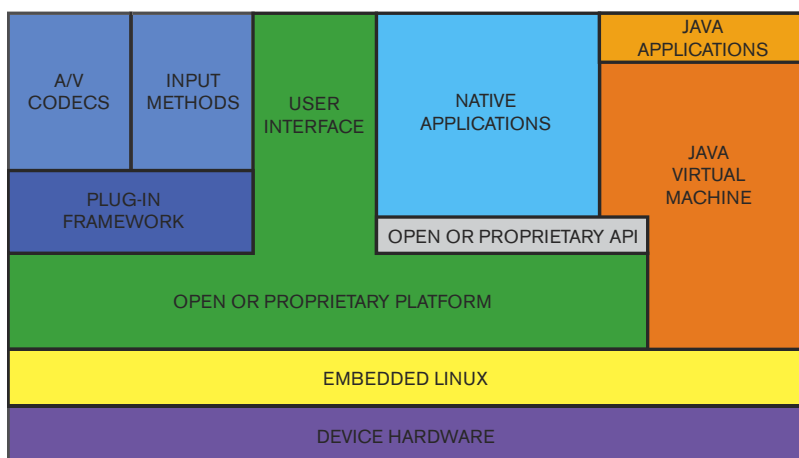 A/V
CODECS
INPUT
METHODS
USER
INTERFACE
NATIVE
APPLICATIONS
JAVA
APPLICATIONS
JAVA
VIRTUAL
MACHINE
PLUG-IN
FRAMEWORK
OPEN OR PROPRIETARY API
OPEN OR PROPRIETARY PLATFORM
EMBEDDED LINUX
DEVICE HARDWARE